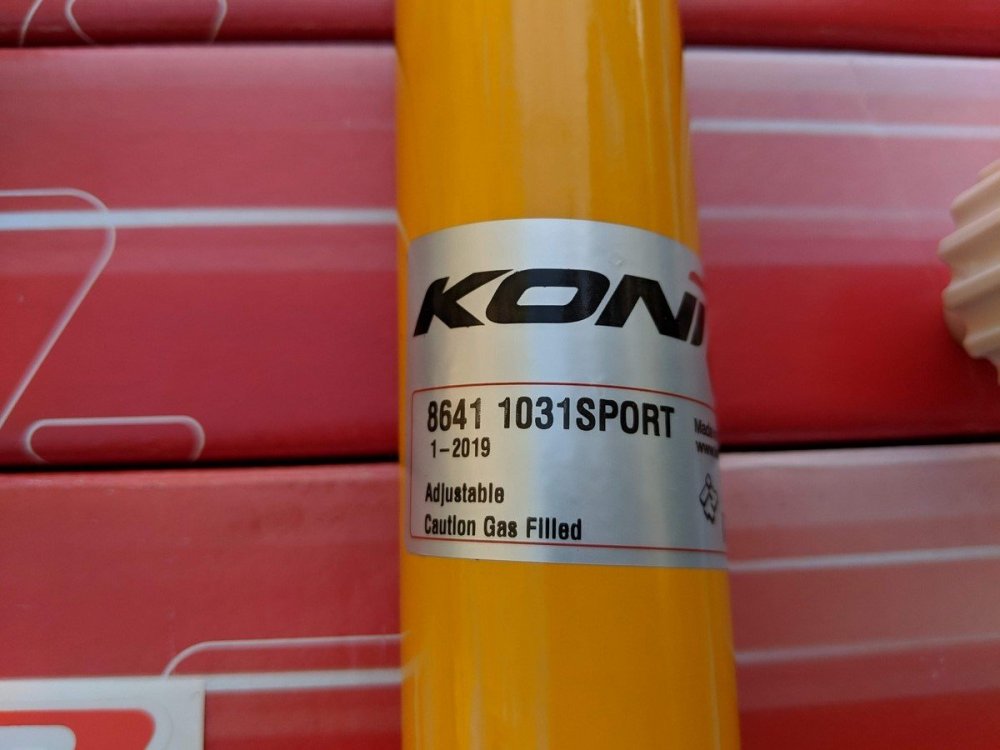 KONI
8641 1031SPORT
1-2019
Adjustable
Caution Gas Filled